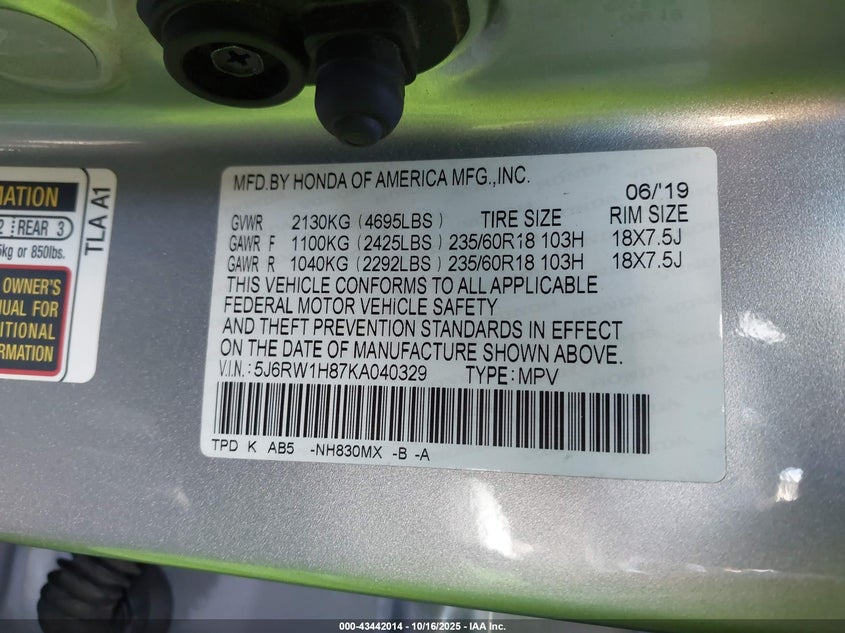 MATION
2 REAR 3
5kg or 850lbs.
OWNER'S
NUAL FOR
DITIONAL
ORMATION
TLA A1
MFD.BY HONDA OF AMERICA MFG.,INC.
06/'19
GVWR 2130KG (4695LBS) TIRE SIZE RIM SIZE
GAWR F 1100KG (2425LBS) 235/60R18 103H 18X7.5J
GAWR R 1040KG (2292LBS) 235/60R18 103H 18X7.5J
THIS VEHICLE CONFORMS TO ALL APPLICABLE
FEDERAL MOTOR VEHICLE SAFETY
AND THEFT PREVENTION STANDARDS IN EFFECT
ON THE DATE OF MANUFACTURE SHOWN ABOVE.
V.I.N.: 5J6RW1H87KA040329 TYPE: MPV
TPD K AB5 -NH830MX -B -A
000-43442014 - 10/16/2025 - IAA Inc.